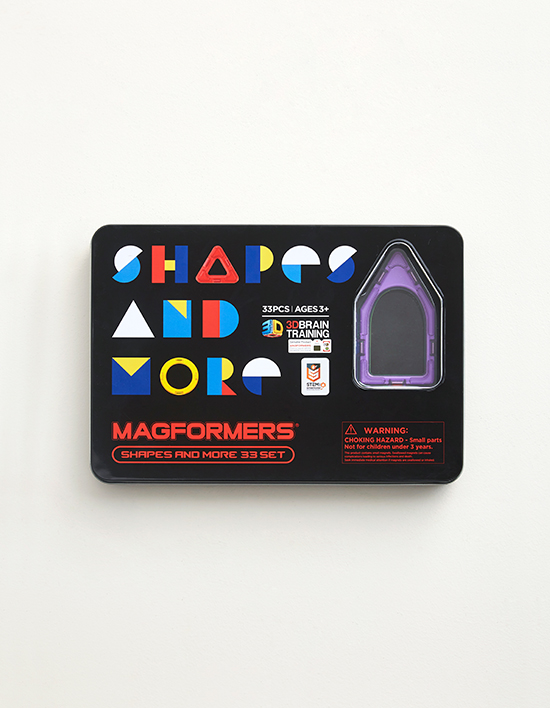 SHAPES
AND
MORE
33PCS | AGES 3+
3D BRAIN
TRAINING
STEM
MAGFORMERS®
SHAPES AND MORE 33 SET
WARNING:
CHOKING HAZARD - Small parts
Not for children under 3 years.